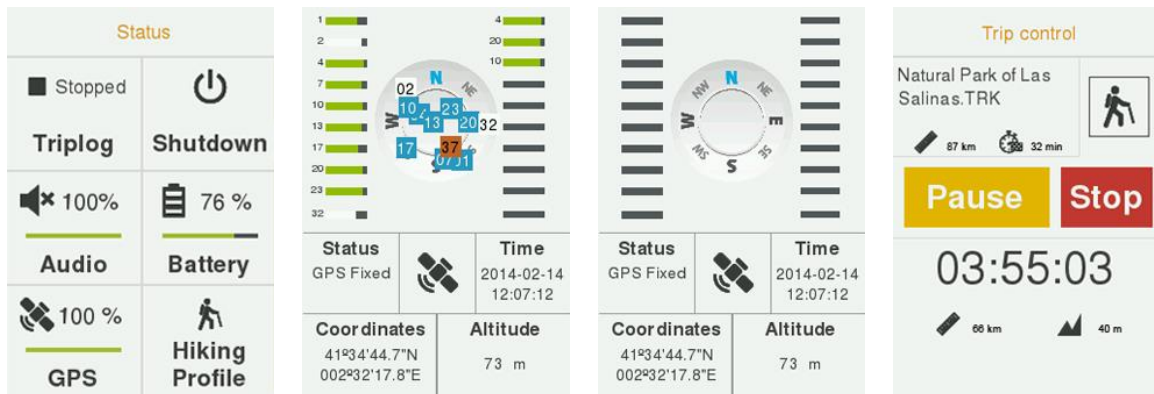 Status
Stopped
Triplog
Shutdown
100%
76 %
Audio
Battery
100 %
GPS
Hiking
Profile
1
2
4
7
10
13
17
20
23
32
4
20
10
N
NE
W
S
02
10
13
23
20
32
17
37
07
01
Status
GPS Fixed
Time
2014-02-14
12:07:12
Coordinates
41º34'44.7"N
002º32'17.8"E
Altitude
73 m
N
NE
E
SE
S
SW
W
NW
Status
GPS Fixed
Time
2014-02-14
12:07:12
Coordinates
41º34'44.7"N
002º32'17.8"E
Altitude
73 m
Trip control
Natural Park of Las
Salinas.TRK
87 km
32 min
Pause
Stop
03:55:03
66 km
40 m